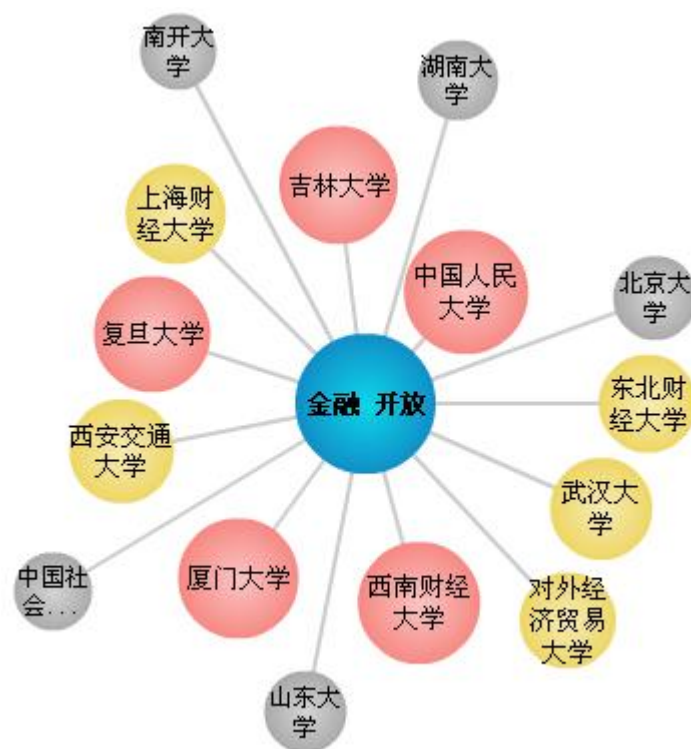 南开大
学
湖南大
学
吉林大学
上海财
经大学
中国人民
大学
北京大
学
复旦大学
金融 开放
东北财
经大学
西安交通
大学
武汉大
学
中国社
会...
厦门大学
西南财经
大学
对外经
济贸易
大学
山东大
学